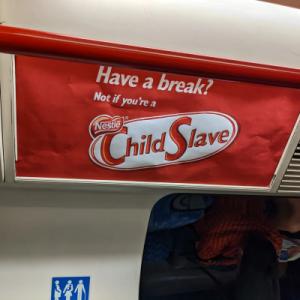 Have a break?
Not if you're a
Nestlé
Child Slave